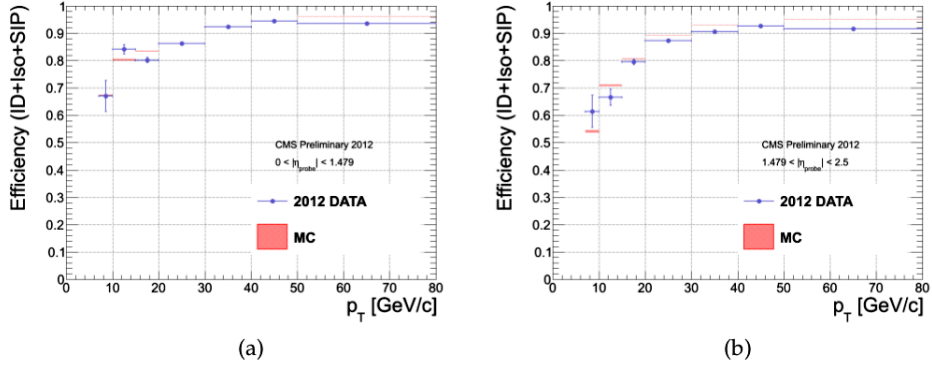 Efficiency (ID+Iso+SIP)
1
0.9
0.8
0.7
0.6
0.5
0.4
0.3
0.2
0.1
0
CMS Preliminary 2012
0 < |η_probe| < 1.479
2012 DATA
MC
0 10 20 30 40 50 60 70 80
p_T [GeV/c]
(a)
Efficiency (ID+Iso+SIP)
1
0.9
0.8
0.7
0.6
0.5
0.4
0.3
0.2
0.1
0
CMS Preliminary 2012
1.479 < |η_probe| < 2.5
2012 DATA
MC
0 10 20 30 40 50 60 70 80
p_T [GeV/c]
(b)